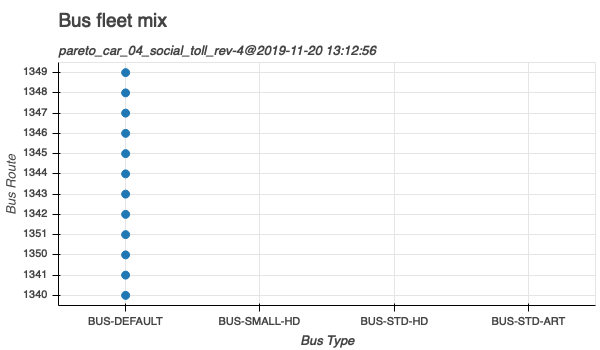 Bus fleet mix
pareto_car_04_social_toll_rev-4@2019-11-20 13:12:56
Bus Route
1349
1348
1347
1346
1345
1344
1343
1342
1351
1350
1341
1340
BUS-DEFAULT BUS-SMALL-HD BUS-STD-HD BUS-STD-ART
Bus Type